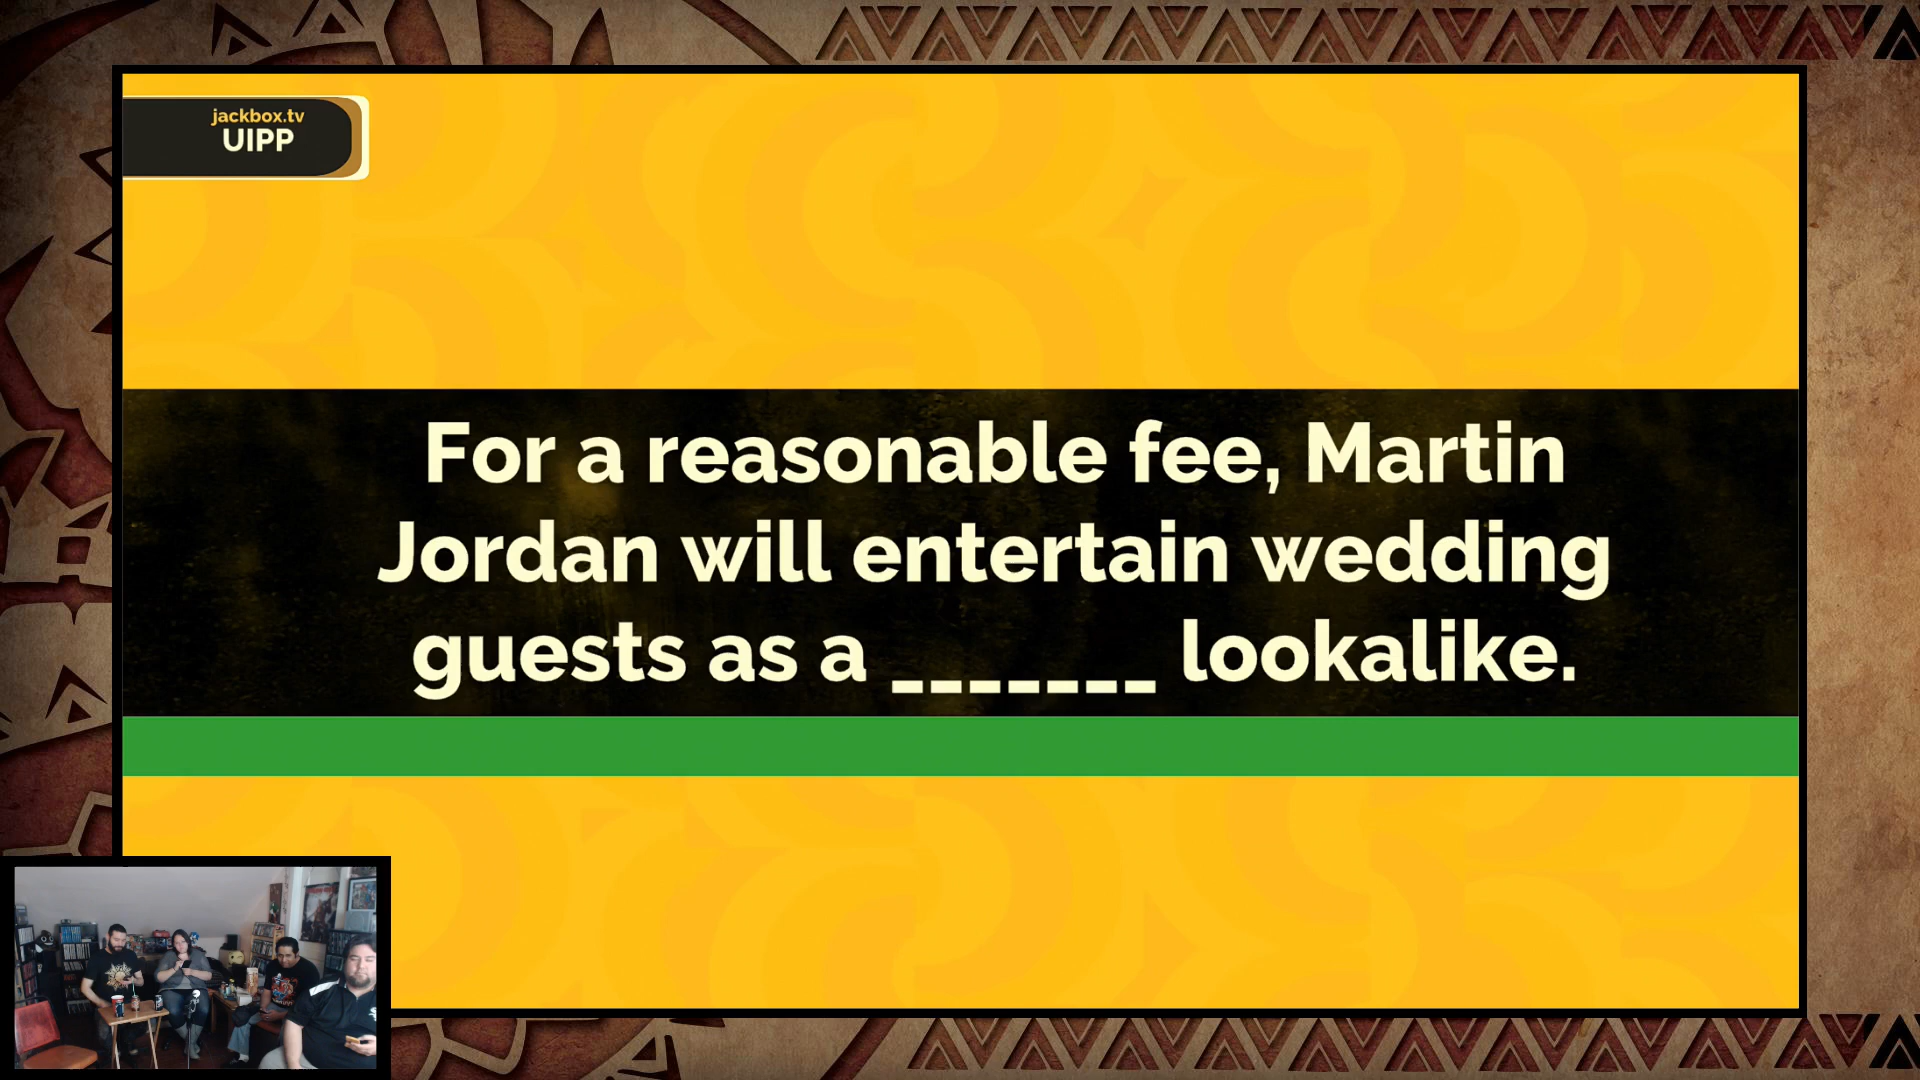 jackbox.tv
UIPP
For a reasonable fee, Martin
Jordan will entertain wedding
guests as a _______ lookalike.